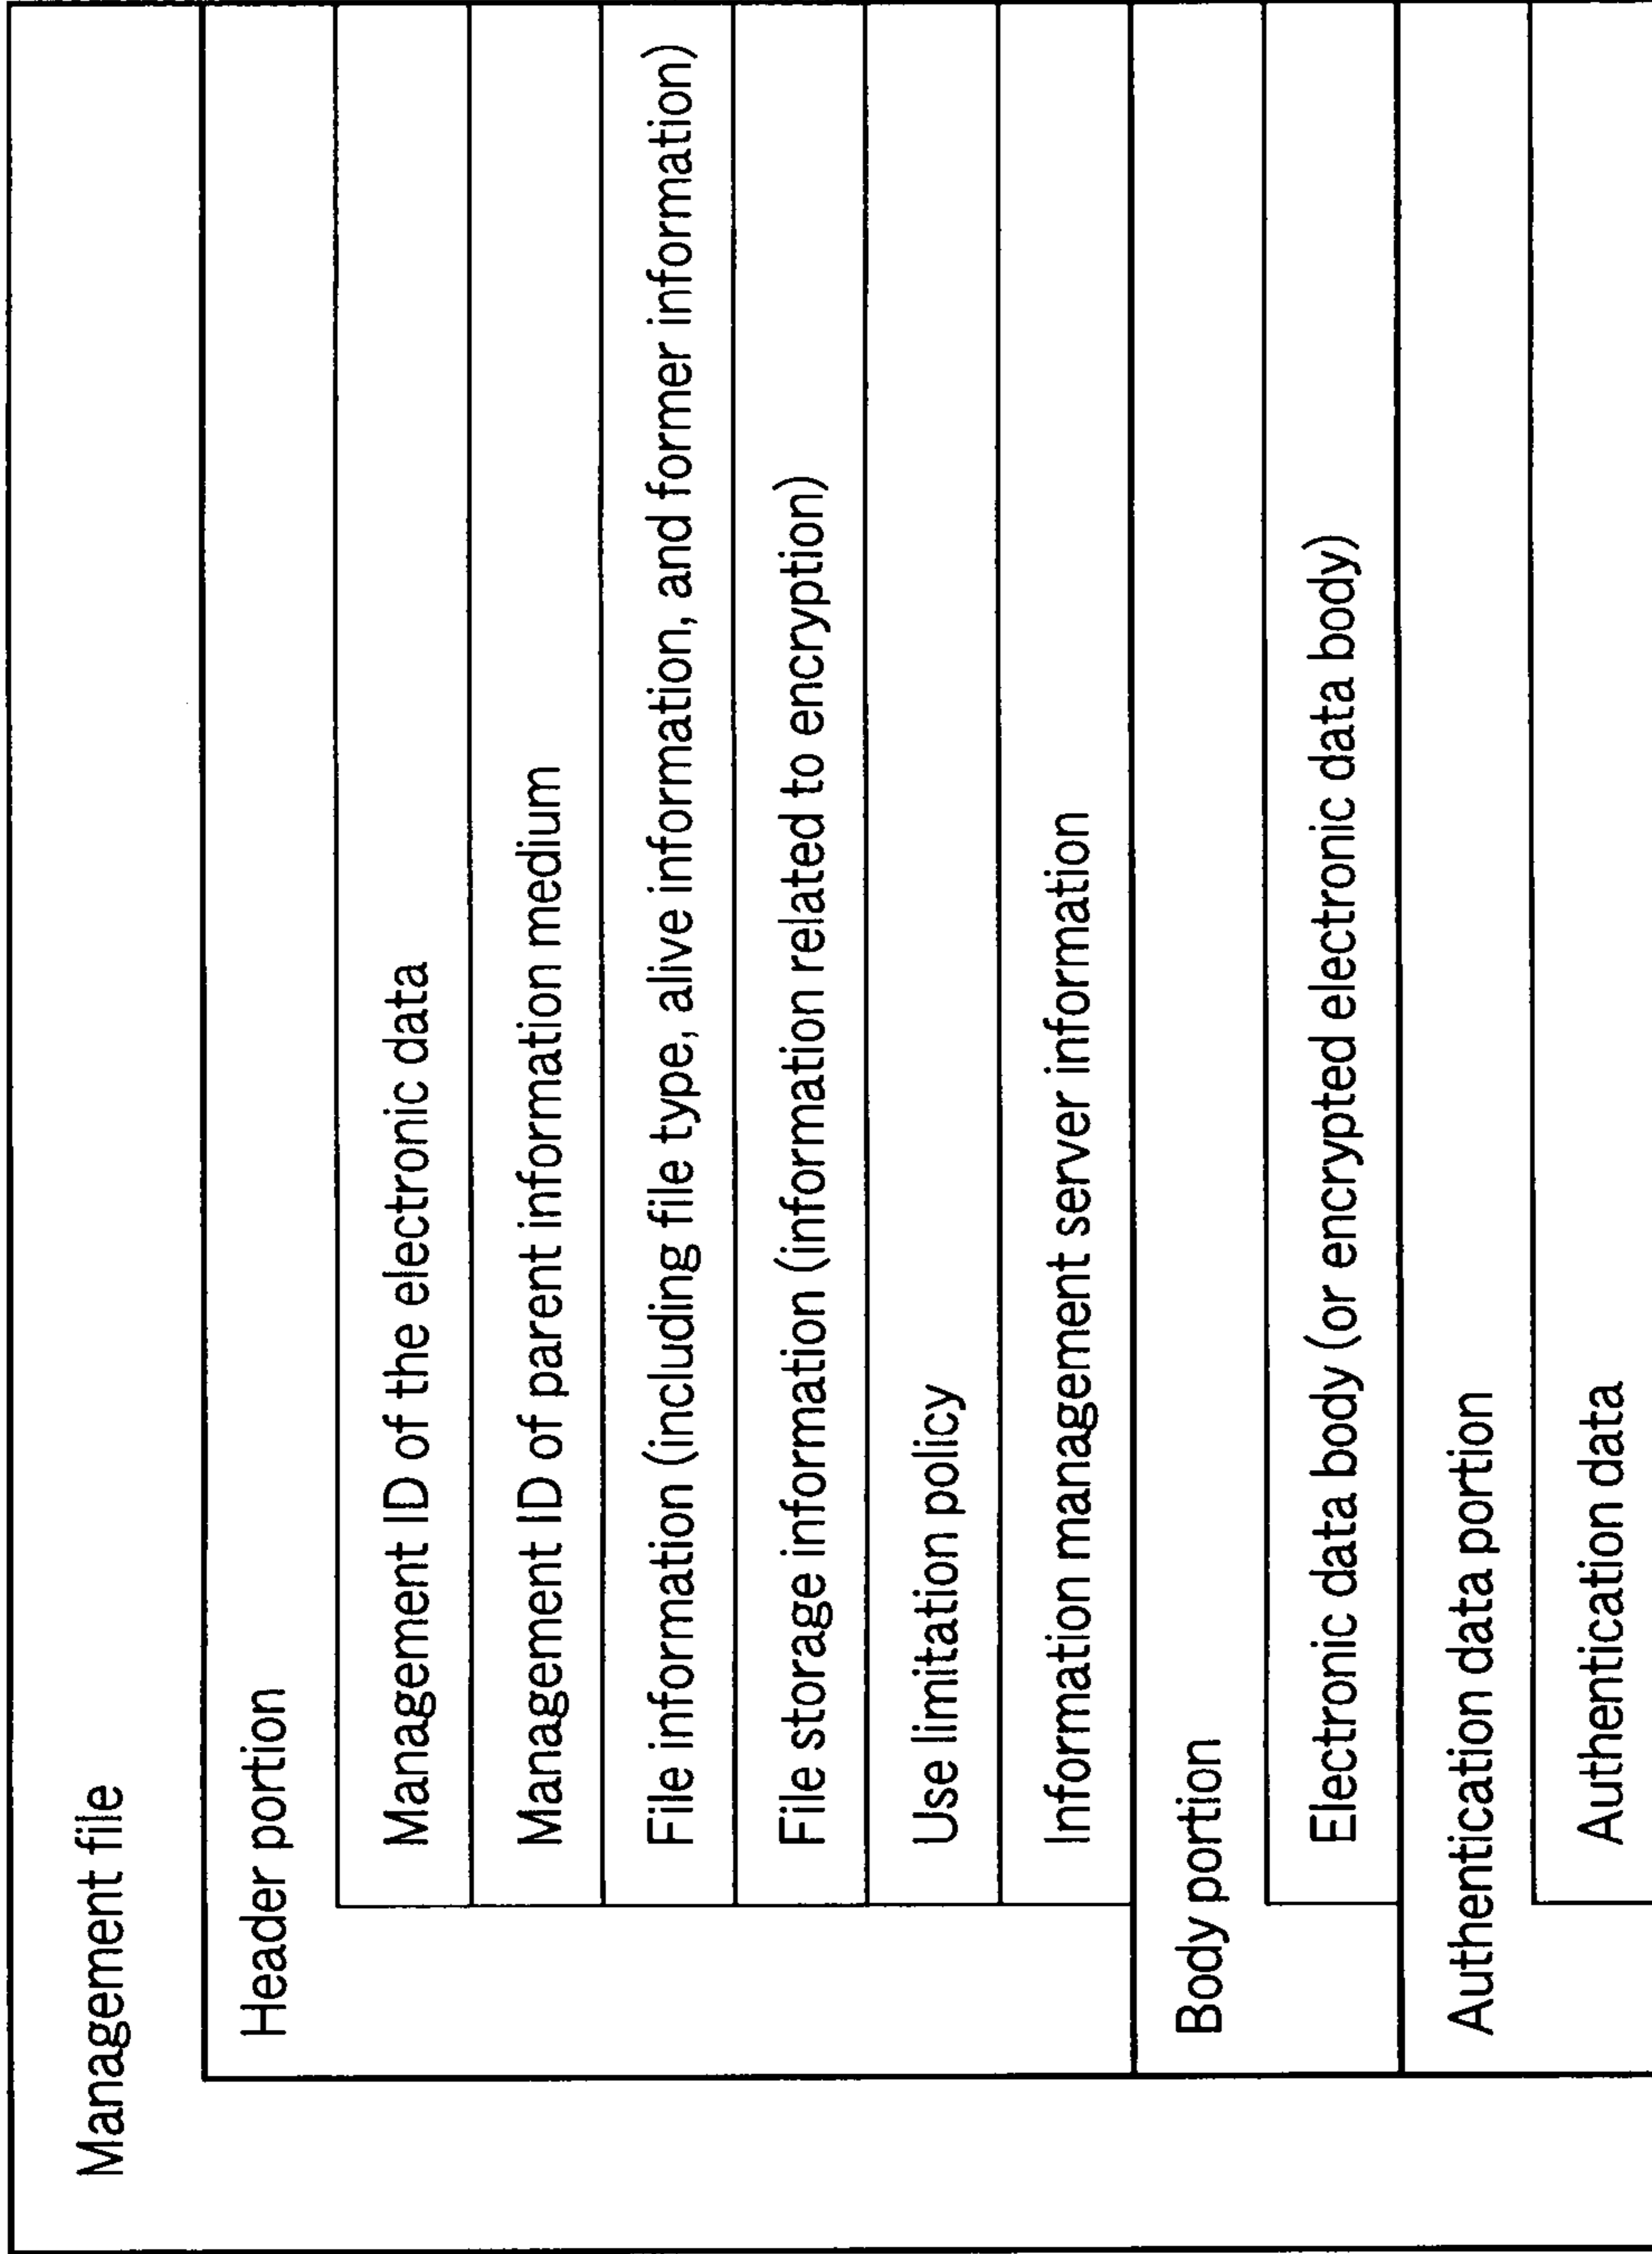 Management file
Header portion
Management ID of the electronic data
Management ID of parent information medium
File information (including file type, alive information, and former information)
File storage information (information related to encryption)
Use limitation policy
Information management server information
Body portion
Electronic data body (or encrypted electronic data body)
Authentication data portion
Authentication data